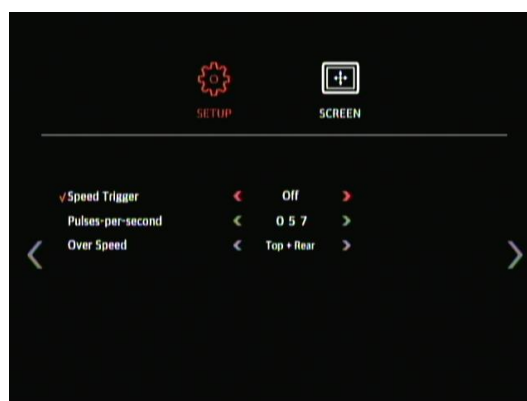 SETUP SCREEN
√Speed Trigger Off
Pulses-per-second 0 5 7
Over Speed Top + Rear